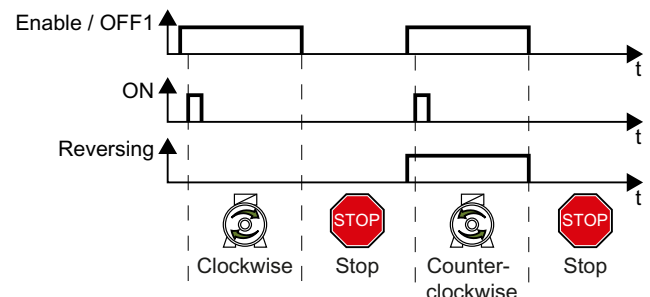 Enable / OFF1
t
ON
t
Reversing
t
STOP
STOP
Clockwise
Stop
Counter-
clockwise
Stop